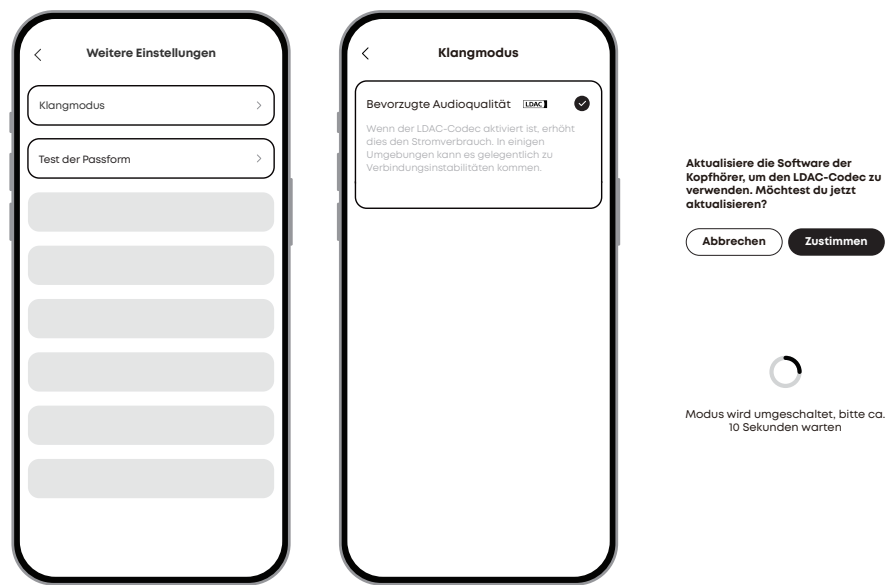 Weitere Einstellungen
Klangmodus
Test der Passform
Klangmodus
Bevorzugte Audioqualität LDAC
Wenn der LDAC-Codec aktiviert ist, erhöht
dies den Stromverbrauch. In einigen
Umgebungen kann es gelegentlich zu
Verbindungsinstabilitäten kommen.
Aktualisiere die Software der
Kopfhörer, um den LDAC-Codec zu
verwenden. Möchtest du jetzt
aktualisieren?
Abbrechen Zustimmen
Modus wird umgeschaltet, bitte ca.
10 Sekunden warten